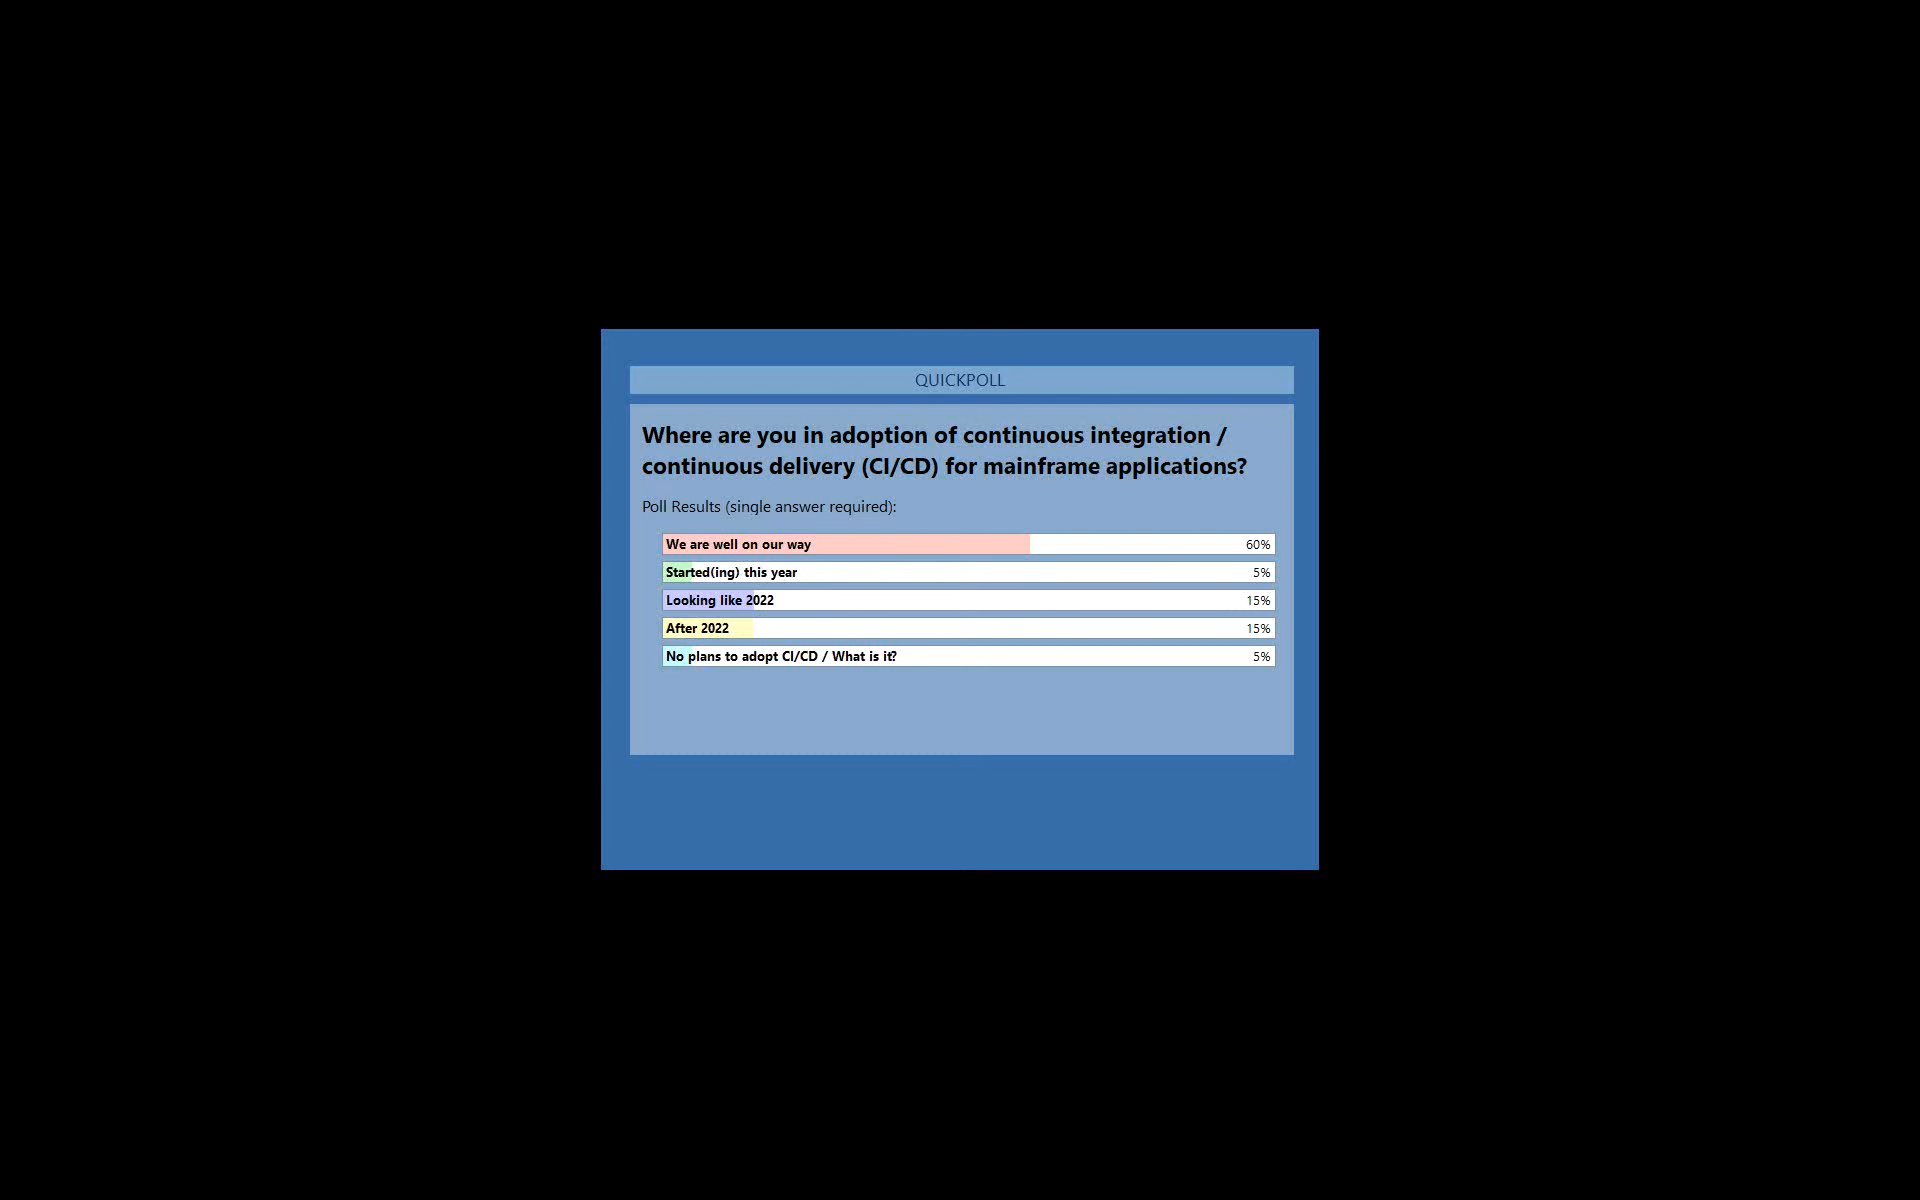 QUICKPOLL
Where are you in adoption of continuous integration /
continuous delivery (CI/CD) for mainframe applications?
Poll Results (single answer required):
We are well on our way 60%
Started(ing) this year 5%
Looking like 2022 15%
After 2022 15%
No plans to adopt CI/CD / What is it? 5%